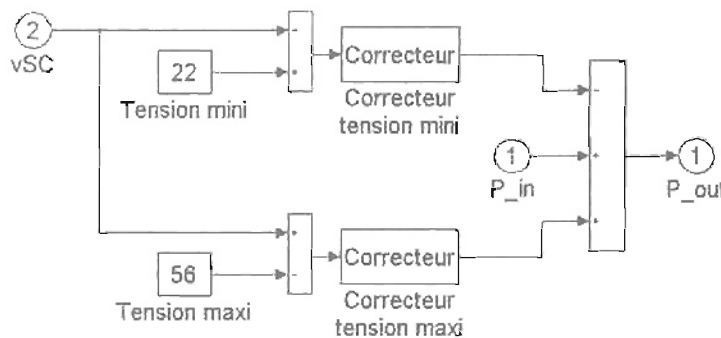 2
vSC
22
Tension mini
Correcteur
Correcteur
tension mini
1
P_in
1
P_out
56
Tension maxi
Correcteur
Correcteur
tension maxi